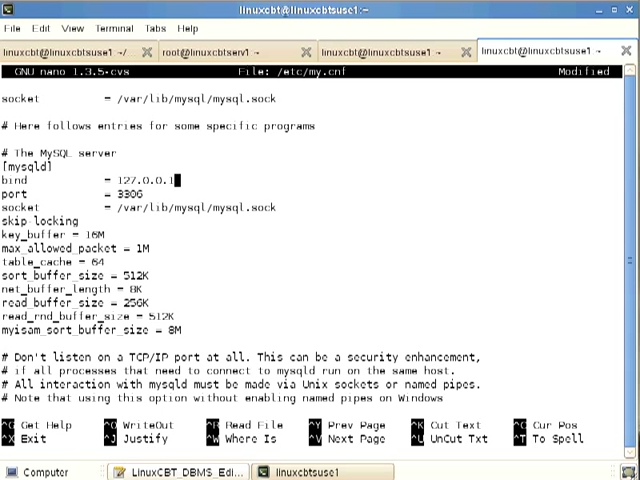 linuxcbt@linuxcbtsuse1:~
File Edit View Terminal Tabs Help
linuxcbt@linuxcbtsuse1 ~/ root@linuxcbtserv1 ~ linuxcbt@linuxcbtsuse1 ~ linuxcbt@linuxcbtsuse1 ~
GNU nano 1.3.5-cvs File: /etc/my.cnf Modified
socket = /var/lib/mysql/mysql.sock
# Here follows entries for some specific programs
# The MySQL server
[mysqld]
bind = 127.0.0.1
port = 3306
socket = /var/lib/mysql/mysql.sock
skip-locking
key_buffer = 16M
max_allowed_packet = 1M
table_cache = 64
sort_buffer_size = 512K
net_buffer_length = 8K
read_buffer_size = 256K
read_rnd_buffer_size = 512K
myisam_sort_buffer_size = 8M
# Don't listen on a TCP/IP port at all. This can be a security enhancement,
# if all processes that need to connect to mysqld run on the same host.
# All interaction with mysqld must be made via Unix sockets or named pipes.
# Note that using this option without enabling named pipes on Windows
^G Get Help ^O WriteOut ^R Read File ^Y Prev Page ^K Cut Text ^C Cur Pos
^X Exit ^J Justify ^W Where Is ^V Next Page ^U UnCut Txt ^T To Spell
Computer LinuxCBT_DBMS_Edi... linuxcbtsuse1